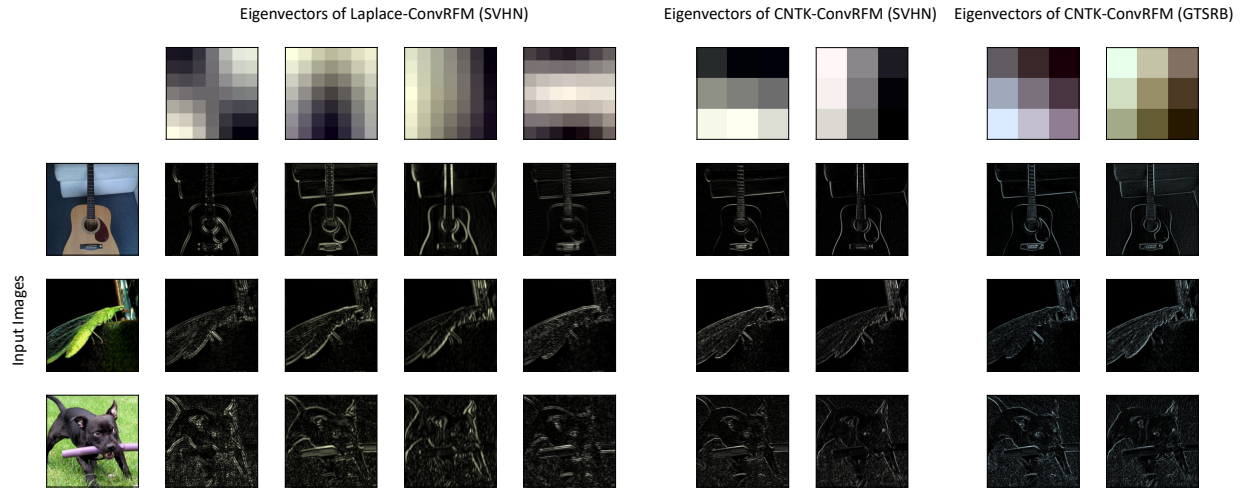 Eigenvectors of Laplace-ConvRFM (SVHN)
Eigenvectors of CNTK-ConvRFM (SVHN)
Eigenvectors of CNTK-ConvRFM (GTSRB)
Input Images